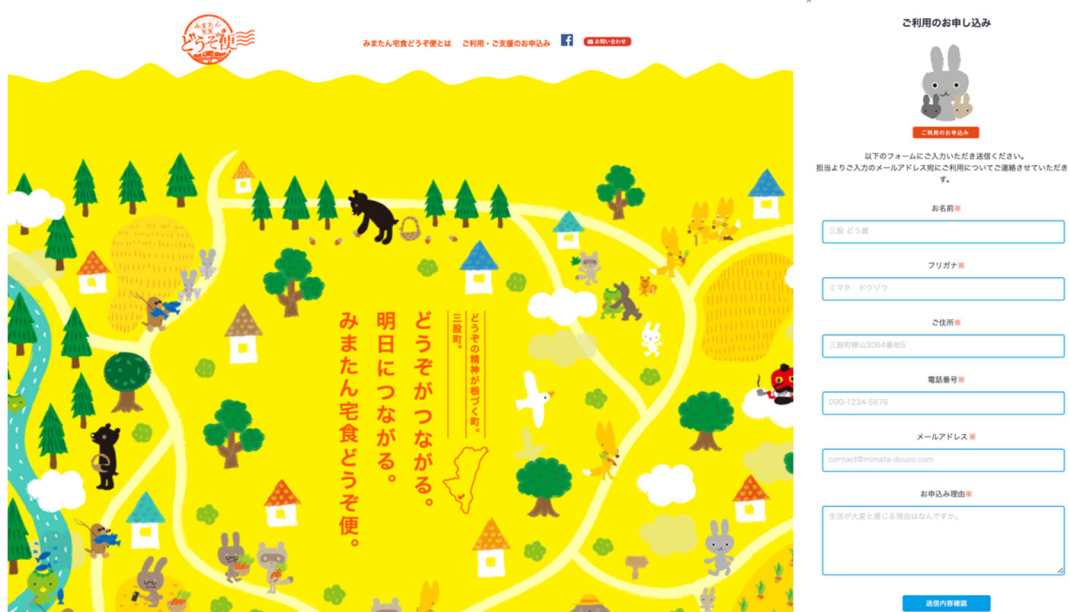 みまたん
宅食
どうぞ便
みまたん宅食どうぞ便とは
ご利用・ご支援のお申込み
お問い合わせ
どうぞの精神が根づく町。
三股町。
どうぞがつながる。
明日につながる。
みまたん宅食どうぞ便。
ご利用のお申し込み
ご利用のお申込み
以下のフォームにご入力いただき送信ください。
担当よりご入力のメールアドレス宛にご利用についてご連絡させていただき
す。
お名前※
三股 どう蔵
フリガナ※
ミマタ ドウゾウ
ご住所※
三股町樺山3064番地5
電話番号※
090-1234-5678
メールアドレス※
contact@mimata-douzo.com
お申込み理由※
生活が大変と感じる理由はなんですか。
送信内容確認